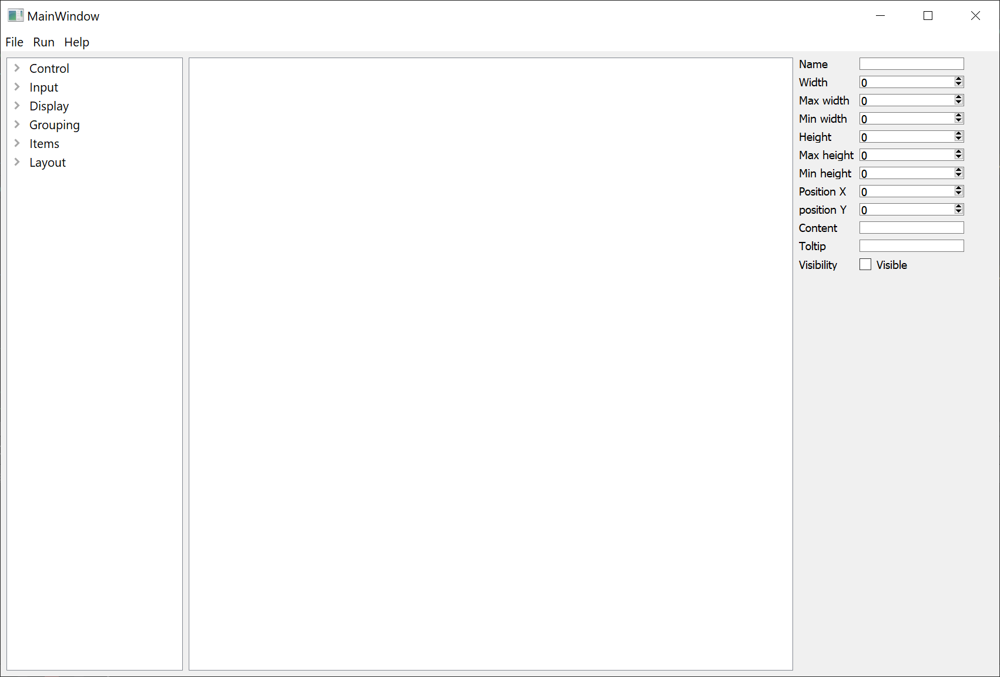 MainWindow
File Run Help
Control
Input
Display
Grouping
Items
Layout
Name
Width 0
Max width 0
Min width 0
Height 0
Max height 0
Min height 0
Position X 0
position Y 0
Content
Toltip
Visibility Visible